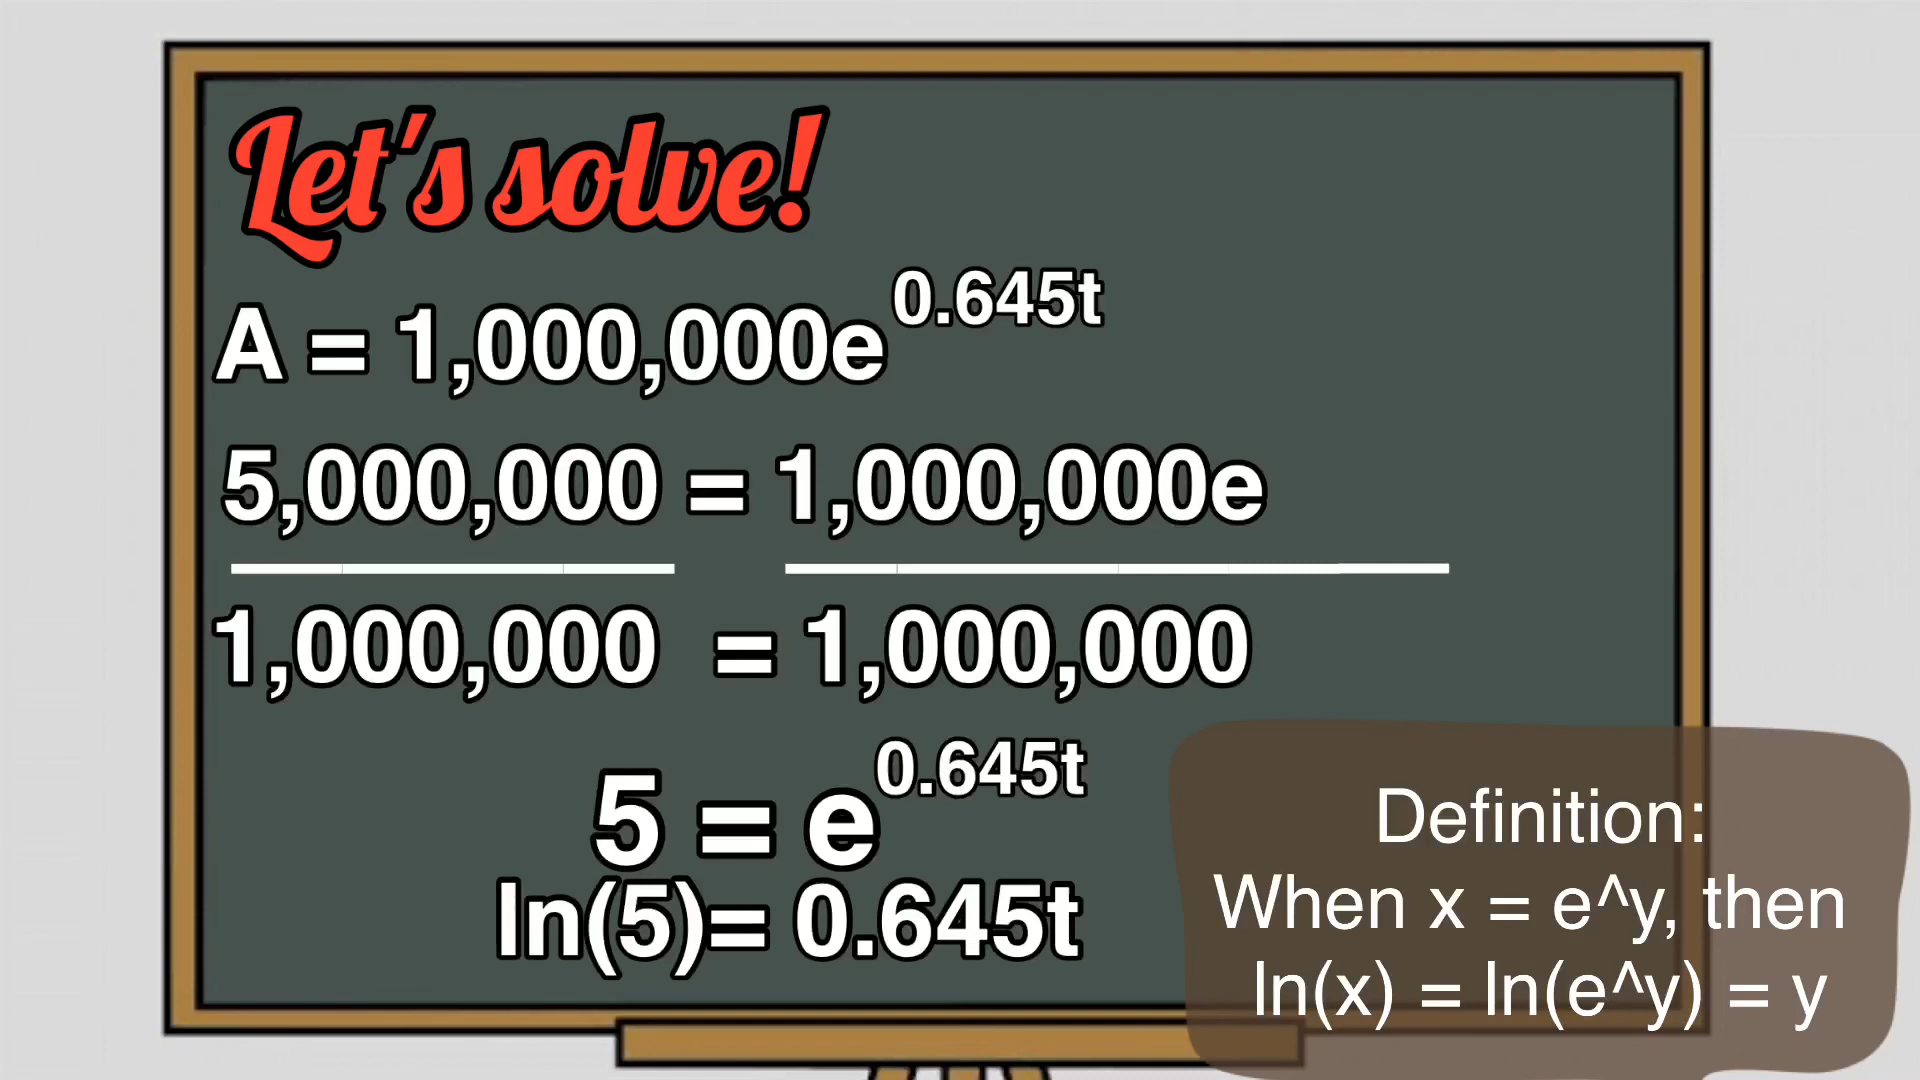 Let's solve!
A = 1,000,000e^0.645t
5,000,000 = 1,000,000e
1,000,000 = 1,000,000
5 = e^0.645t
ln(5)= 0.645t
Definition:
When x = e^y, then
ln(x) = ln(e^y) = y